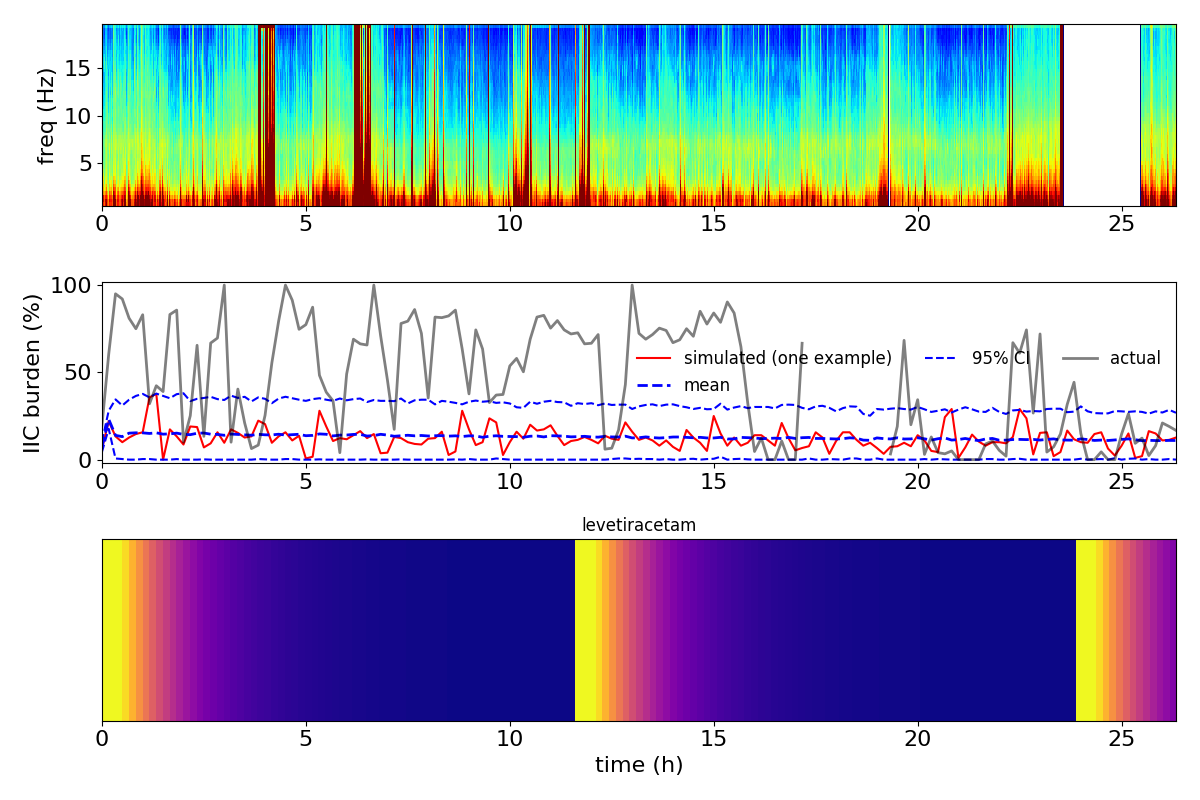 freq (Hz)
15
10
5
0 5 10 15 20 25
IIC burden (%)
100
50
0
simulated (one example) 95% CI actual
mean
0 5 10 15 20 25
levetiracetam
0 5 10 15 20 25
time (h)